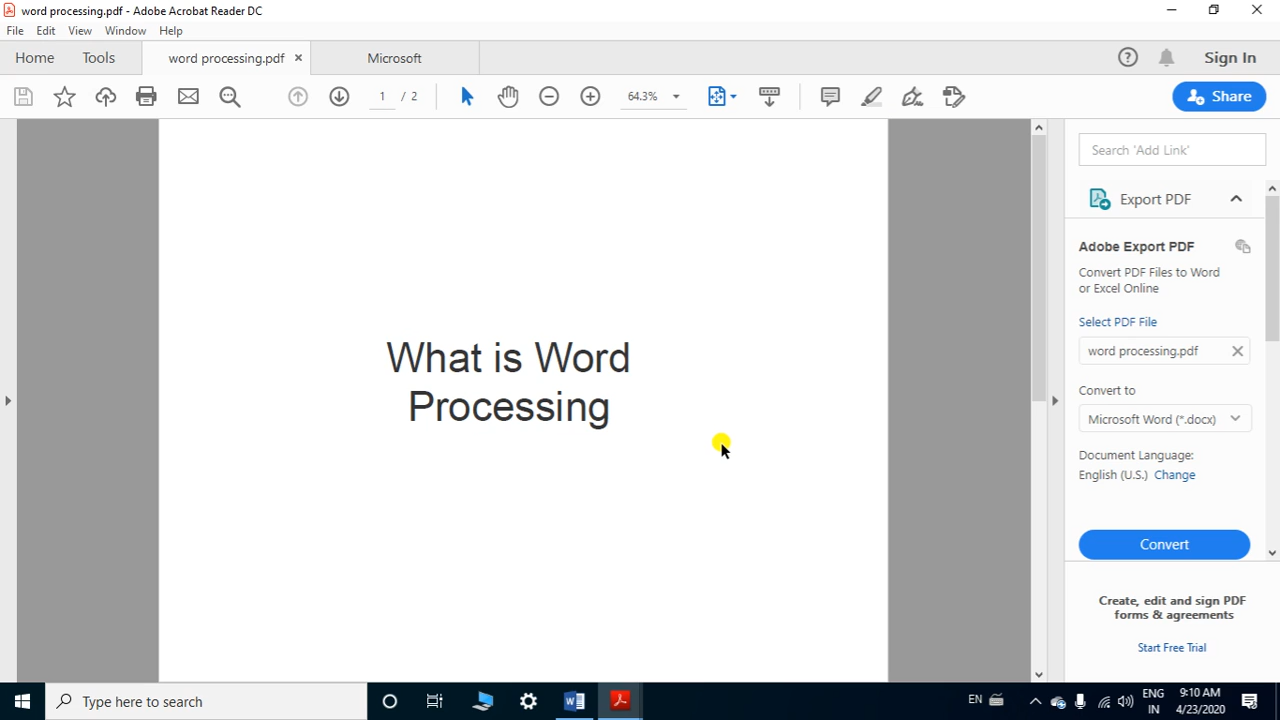 word processing.pdf - Adobe Acrobat Reader DC
File Edit View Window Help
Home Tools word processing.pdf × Microsoft Sign In
1 / 2 64.3% Share
Search 'Add Link'
Export PDF
Adobe Export PDF
Convert PDF Files to Word
or Excel Online
Select PDF File
word processing.pdf
Convert to
Microsoft Word (*.docx)
Document Language:
English (U.S.) Change
Convert
Create, edit and sign PDF
forms & agreements
Start Free Trial
What is Word
Processing
Type here to search
EN
ENG
IN
9:10 AM
4/23/2020